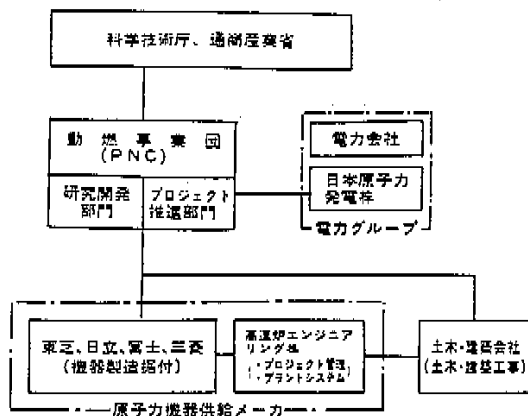 科学技術庁、通商産業省
動燃事業団
(PNC)
研究開発
部門
プロジェクト
推進部門
電力会社
日本原子力
発電株
電力グループ
東芝、日立、富士、三菱
(機器製造据付)
高速炉エンジニア
リング株
(・プロジェクト管理
・プラントシステム)
土木・建築会社
(土木・建築工事)
原子力機器供給メーカ